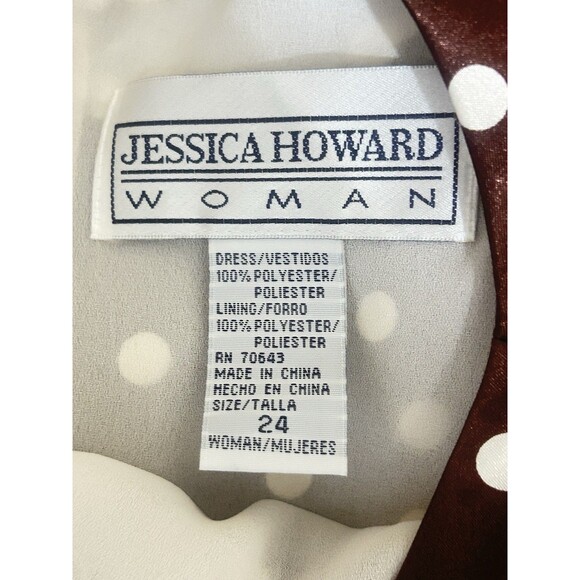 JESSICA HOWARD
WOMAN
DRESS/VESTIDOS
100% POLYESTER/
POLIESTER
LINING/FORRO
100% POLYESTER/
POLIESTER
RN 70643
MADE IN CHINA
HECHO EN CHINA
SIZE/TALLA
24
WOMAN/MUJERES